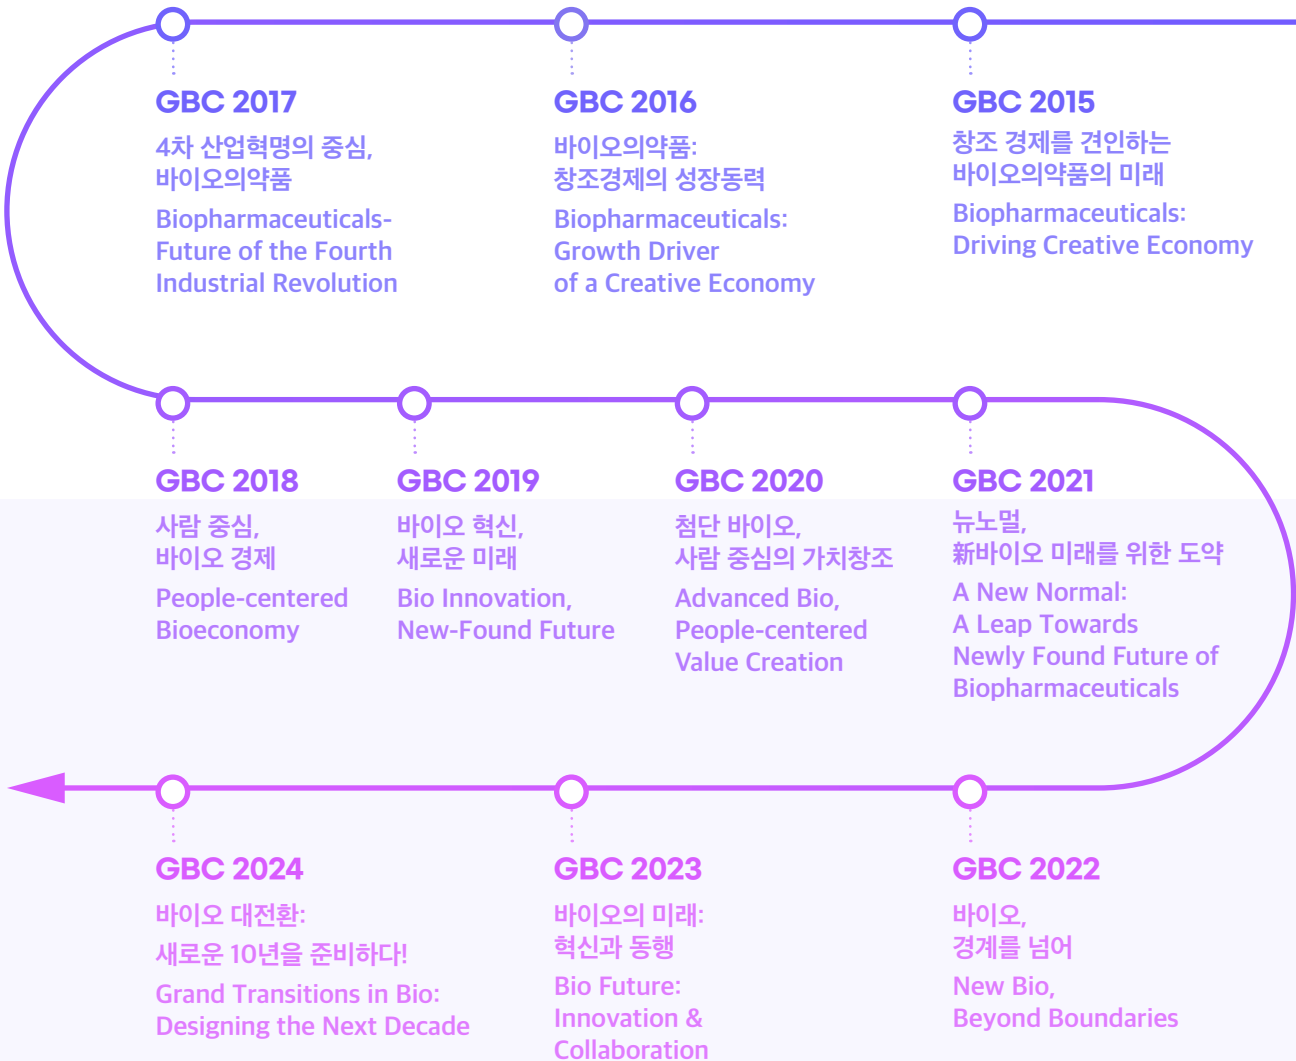 GBC 2017
4차 산업혁명의 중심,
바이오의약품
Biopharmaceuticals-
Future of the Fourth
Industrial Revolution
GBC 2016
바이오의약품:
창조경제의 성장동력
Biopharmaceuticals:
Growth Driver
of a Creative Economy
GBC 2015
창조 경제를 견인하는
바이오의약품의 미래
Biopharmaceuticals:
Driving Creative Economy
GBC 2018
사람 중심,
바이오 경제
People-centered
Bioeconomy
GBC 2019
바이오 혁신,
새로운 미래
Bio Innovation,
New-Found Future
GBC 2020
첨단 바이오,
사람 중심의 가치창조
Advanced Bio,
People-centered
Value Creation
GBC 2021
뉴노멀,
新바이오 미래를 위한 도약
A New Normal:
A Leap Towards
Newly Found Future of
Biopharmaceuticals
GBC 2024
바이오 대전환:
새로운 10년을 준비하다!
Grand Transitions in Bio:
Designing the Next Decade
GBC 2023
바이오의 미래:
혁신과 동행
Bio Future:
Innovation &
Collaboration
GBC 2022
바이오,
경계를 넘어
New Bio,
Beyond Boundaries